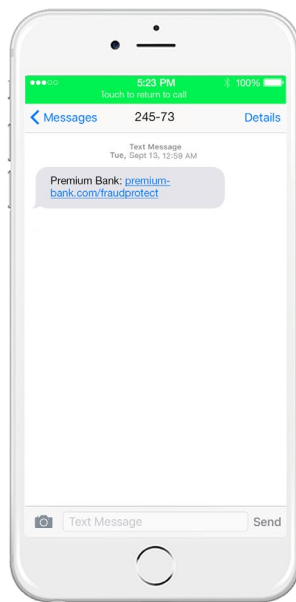 5:23 PM
100%
Touch to return to call
Messages
245-73
Details
Text Message
Tue, Sept 13, 12:59 AM
Premium Bank: premium-
bank.com/fraudprotect
Text Message
Send